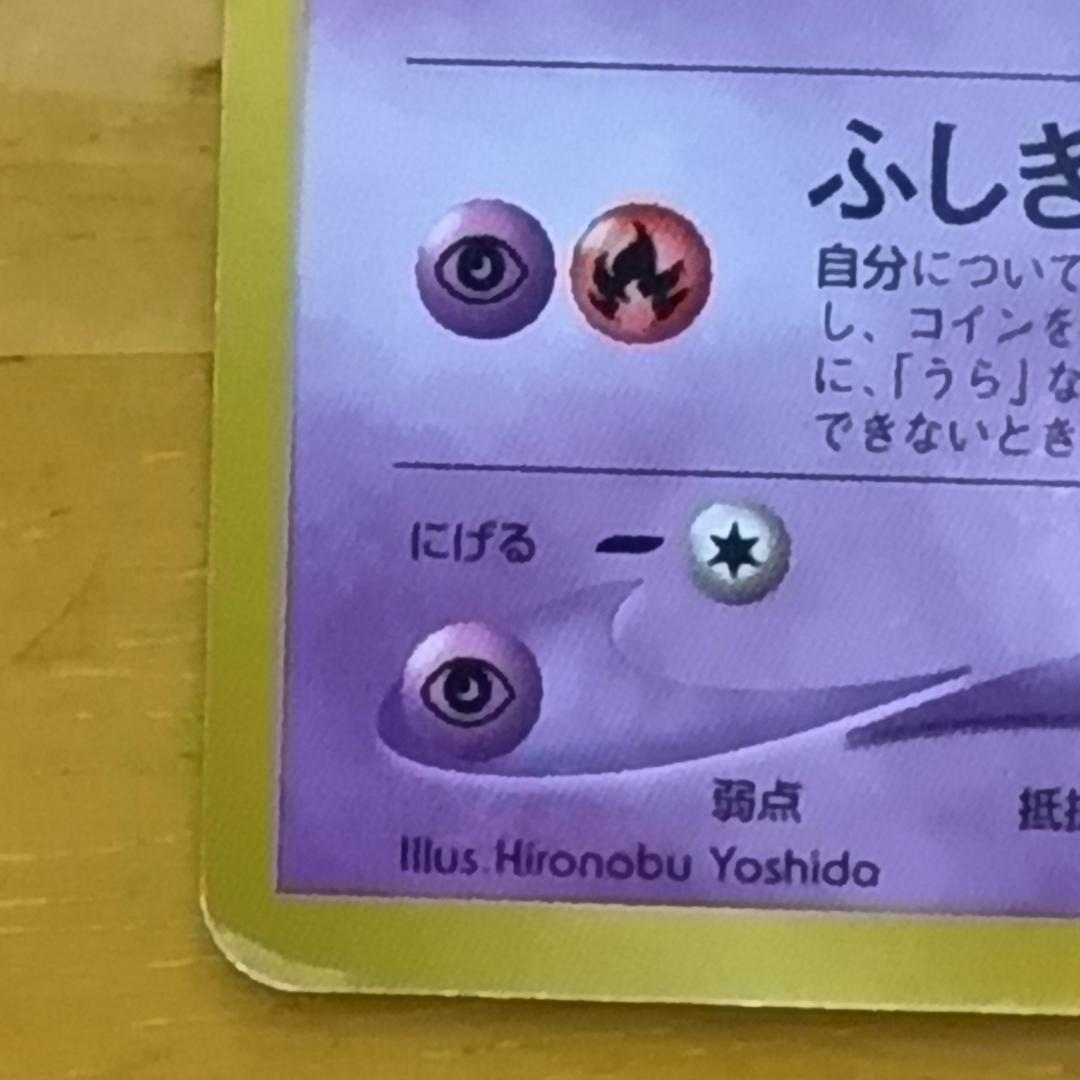 ふしぎ
自分について
し、コインを
に、「うら」な
できないとき
にげる
弱点
Illus. Hironobu Yoshida